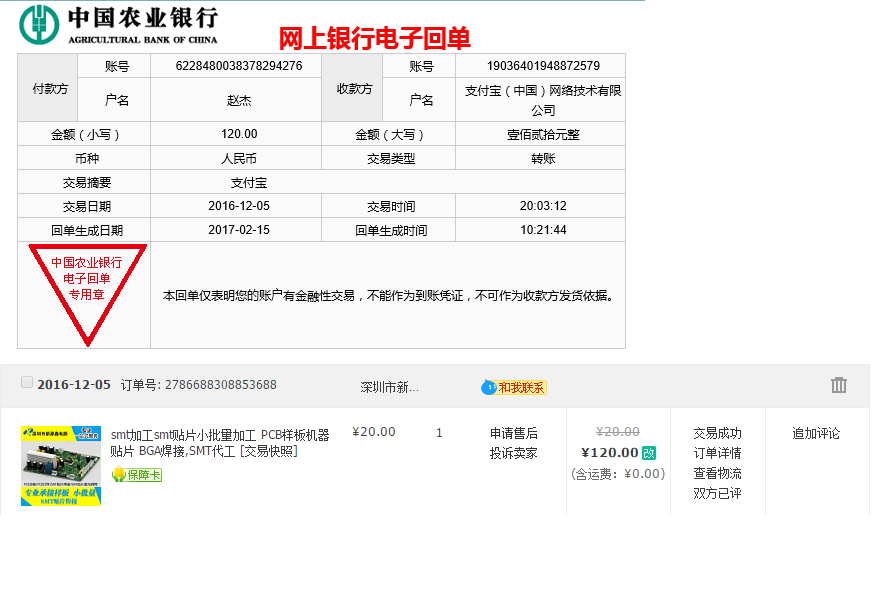 中国农业银行
AGRICULTURAL BANK OF CHINA
网上银行电子回单
付款方 账号 6228480038378294276 收款方 账号 19036401948872579
户名 赵杰 户名 支付宝（中国）网络技术有限公司
金额（小写） 120.00 金额（大写） 壹佰贰拾元整
币种 人民币 交易类型 转账
交易摘要 支付宝
交易日期 2016-12-05 交易时间 20:03:12
回单生成日期 2017-02-15 回单生成时间 10:21:44
中国农业银行
电子回单
专用章
本回单仅表明您的账户有金融性交易，不能作为到账凭证，不可作为收款方发货依据。
2016-12-05 订单号: 2786688308853688 深圳市新... 和我联系
smt加工smt贴片小批量加工 PCB样板机器
贴片 BGA焊接,SMT代工 [交易快照]
保障卡
¥20.00 1 申请售后
投诉卖家
¥20.00
¥120.00 改
(含运费: ¥0.00)
交易成功
订单详情
查看物流
双方已评
追加评论
专业承接样板 小批量
SMT贴片焊接